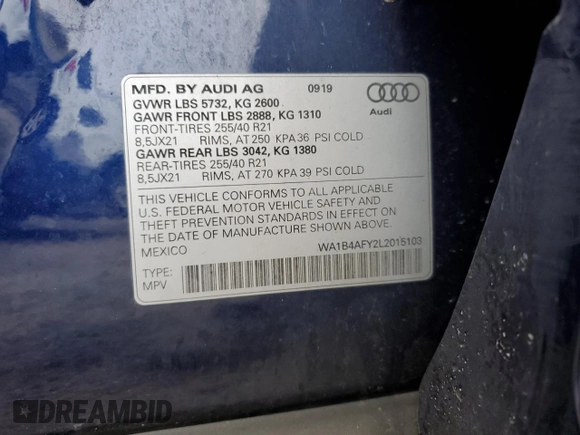 MFD. BY AUDI AG 0919
GVWR LBS 5732, KG 2600
GAWR FRONT LBS 2888, KG 1310
FRONT-TIRES 255/40 R21
8,5JX21 RIMS, AT 250 KPA 36 PSI COLD
GAWR REAR LBS 3042, KG 1380
REAR-TIRES 255/40 R21
8,5JX21 RIMS, AT 270 KPA 39 PSI COLD
Audi
THIS VEHICLE CONFORMS TO ALL APPLICABLE
U.S. FEDERAL MOTOR VEHICLE SAFETY AND
THEFT PREVENTION STANDARDS IN EFFECT ON
THE DATE OF MANUFACTURE SHOWN ABOVE.
MEXICO WA1B4AFY2L2015103
TYPE:
MPV
DREAMBID